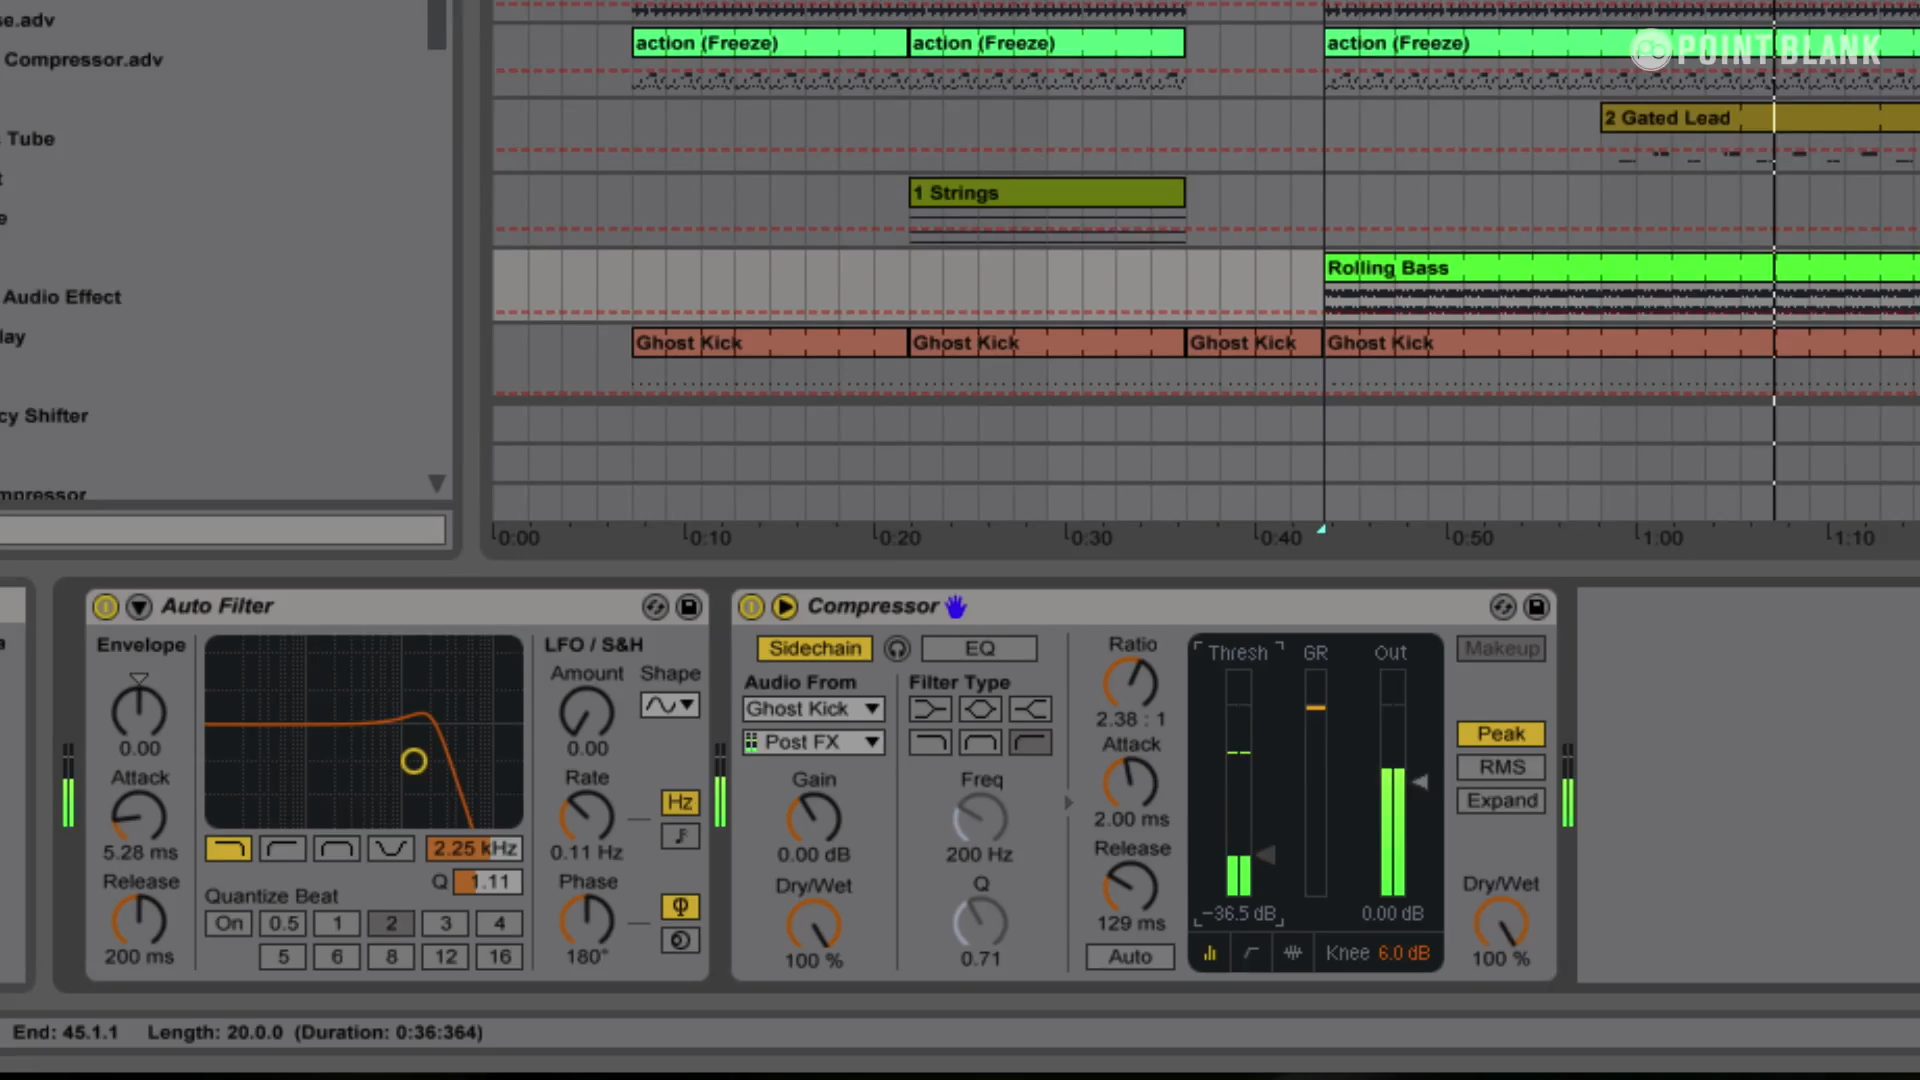 se.adv
Compressor.adv
Tube
Audio Effect
lay
cy Shifter
mpressor
action (Freeze)
action (Freeze)
action (Freeze)
POINT BLANK
2 Gated Lead
1 Strings
Rolling Bass
Ghost Kick
Ghost Kick
Ghost Kick
Ghost Kick
0:00
0:10
0:20
0:30
0:40
0:50
1:00
1:10
Auto Filter
Envelope
0.00
Attack
5.28 ms
Release
200 ms
2.25 kHz
Q 1.11
Quantize Beat
On 0.5 1 2 3 4
5 6 8 12 16
LFO / S&H
Amount
0.00
Shape
Rate
0.11 Hz
Hz
Phase
180°
Compressor
Sidechain
EQ
Audio From
Ghost Kick
Post FX
Filter Type
Gain
0.00 dB
Dry/Wet
100 %
Freq
200 Hz
Q
0.71
Ratio
2.38 : 1
Attack
2.00 ms
Release
129 ms
Auto
Thresh
GR
Out
-36.5 dB
0.00 dB
Knee 6.0 dB
Makeup
Peak
RMS
Expand
Dry/Wet
100 %
End: 45.1.1 Length: 20.0.0 (Duration: 0:36:364)